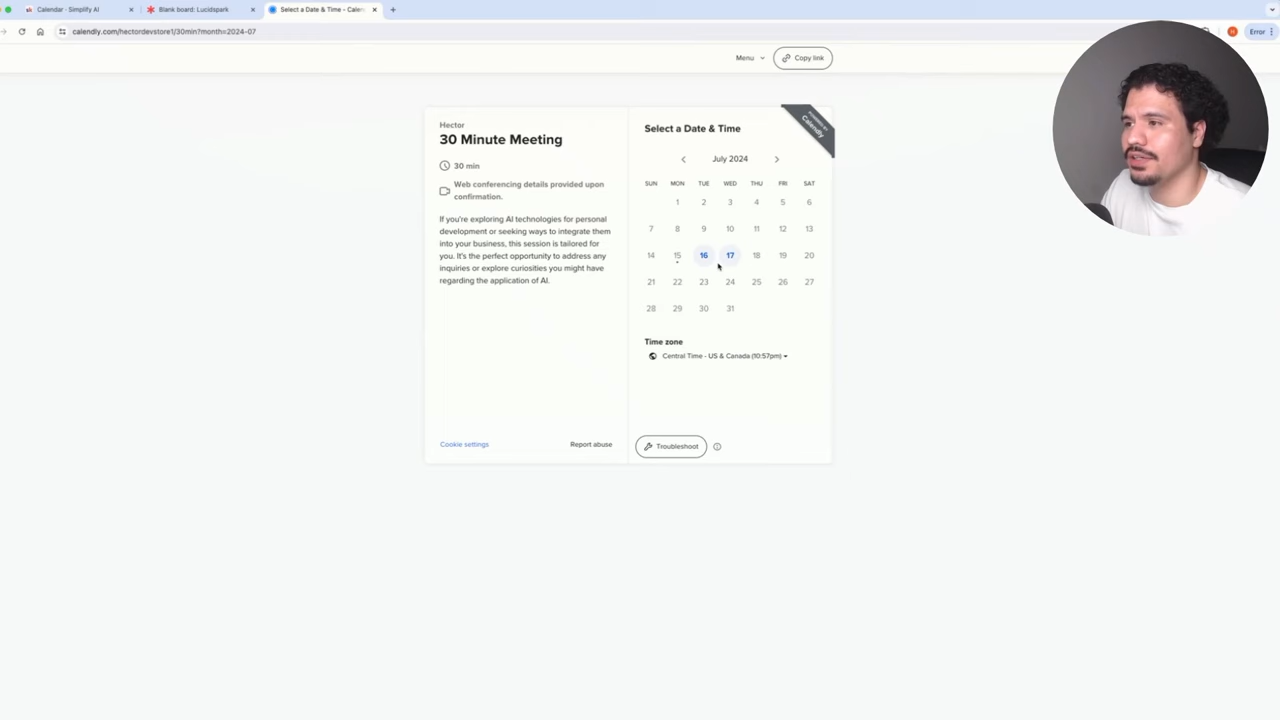 Calendar · Simplify AI
Blank board: Lucidspark
Select a Date & Time - Calen
calendly.com/hectordevstore1/30min?month=2024-07
Error
Menu
Copy link
Hector
30 Minute Meeting
30 min
Web conferencing details provided upon
confirmation.
If you're exploring AI technologies for personal
development or seeking ways to integrate them
into your business, this session is tailored for
you. It's the perfect opportunity to address any
inquiries or explore curiosities you might have
regarding the application of AI.
Cookie settings
Report abuse
Select a Date & Time
POWERED BY
Calendly
July 2024
SUN MON TUE WED THU FRI SAT
1 2 3 4 5 6
7 8 9 10 11 12 13
14 15 16 17 18 19 20
21 22 23 24 25 26 27
28 29 30 31
Time zone
Central Time - US & Canada (10:57pm)
Troubleshoot